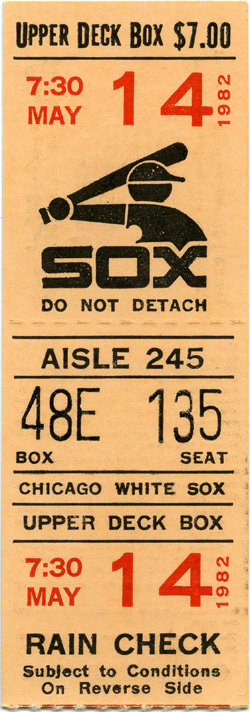 UPPER DECK BOX $7.00
7:30 MAY 14 1982
SOX
DO NOT DETACH
AISLE 245
48E 135
BOX SEAT
CHICAGO WHITE SOX
UPPER DECK BOX
7:30 MAY 14 1982
RAIN CHECK
Subject to Conditions
On Reverse Side